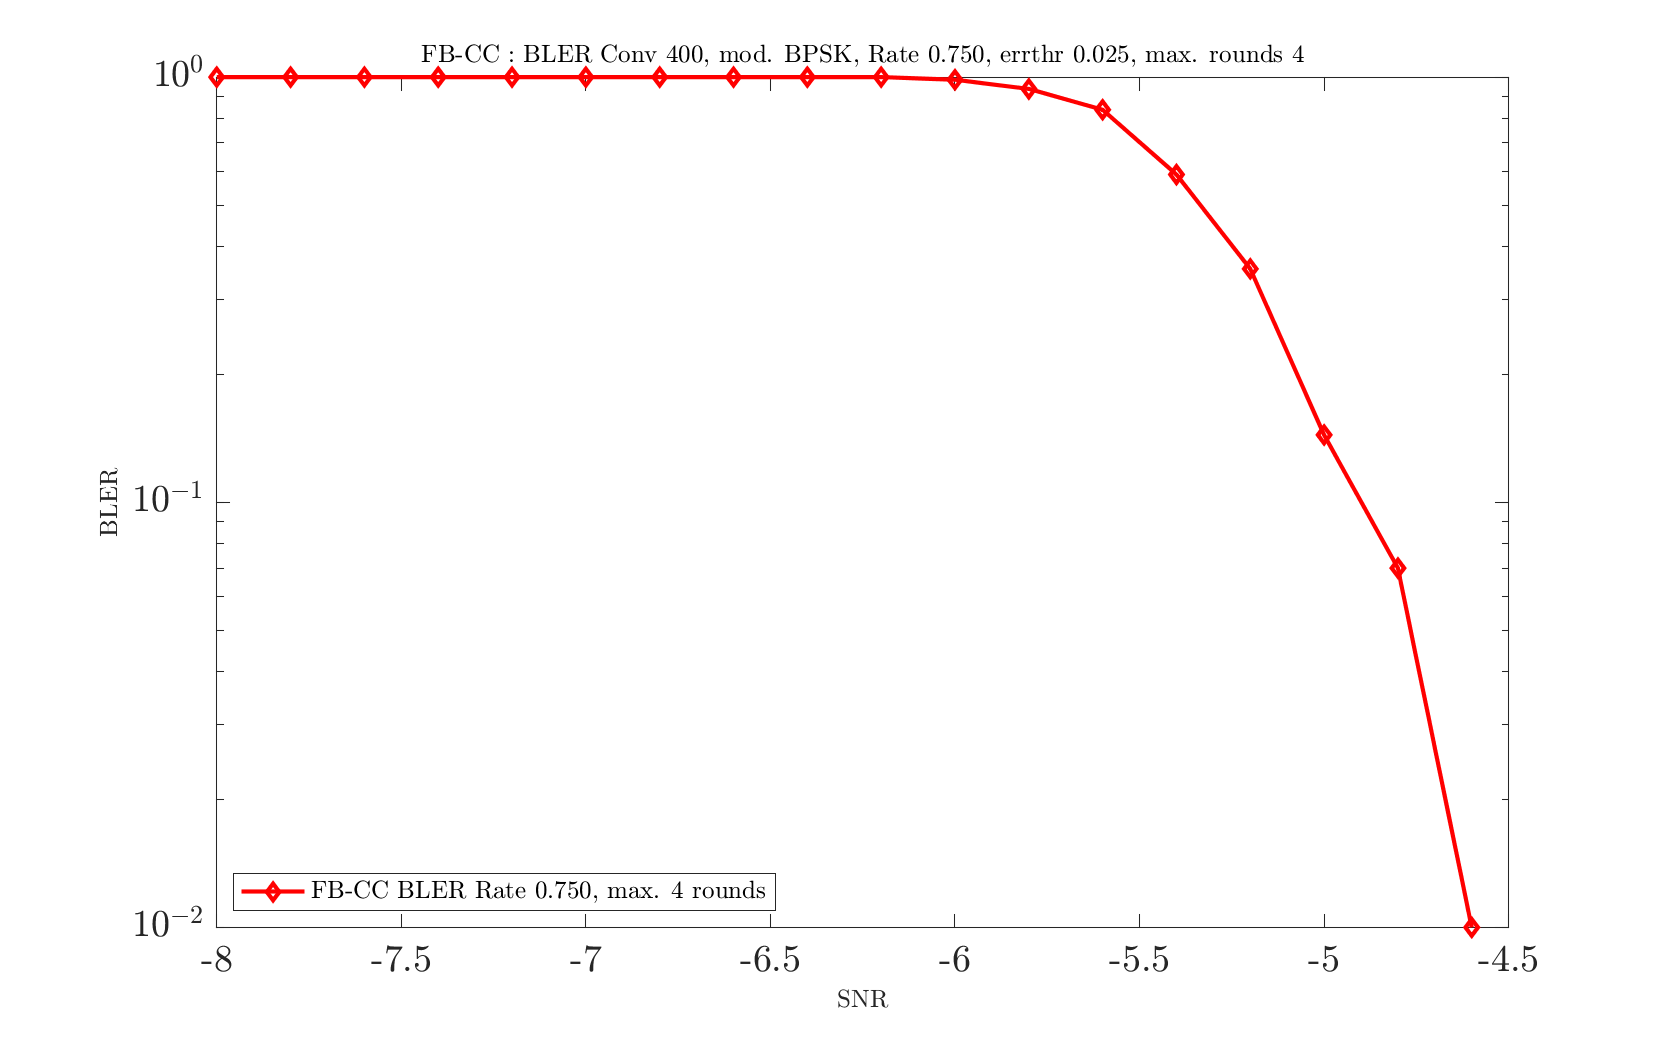 FB-CC : BLER Conv 400, mod. BPSK, Rate 0.750, errthr 0.025, max. rounds 4
10⁰
10⁻¹
10⁻²
BLER
FB-CC BLER Rate 0.750, max. 4 rounds
-8 -7.5 -7 -6.5 -6 -5.5 -5 -4.5
SNR